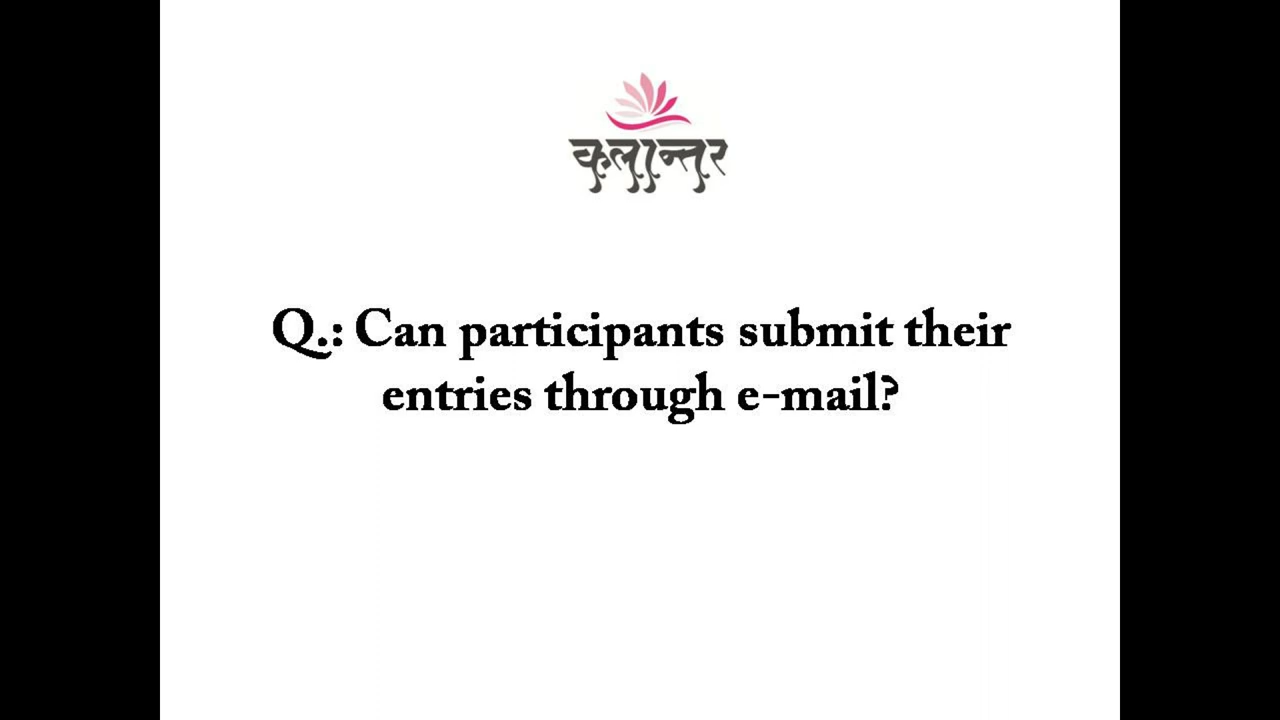 कलान्तर
Q.: Can participants submit their
entries through e-mail?